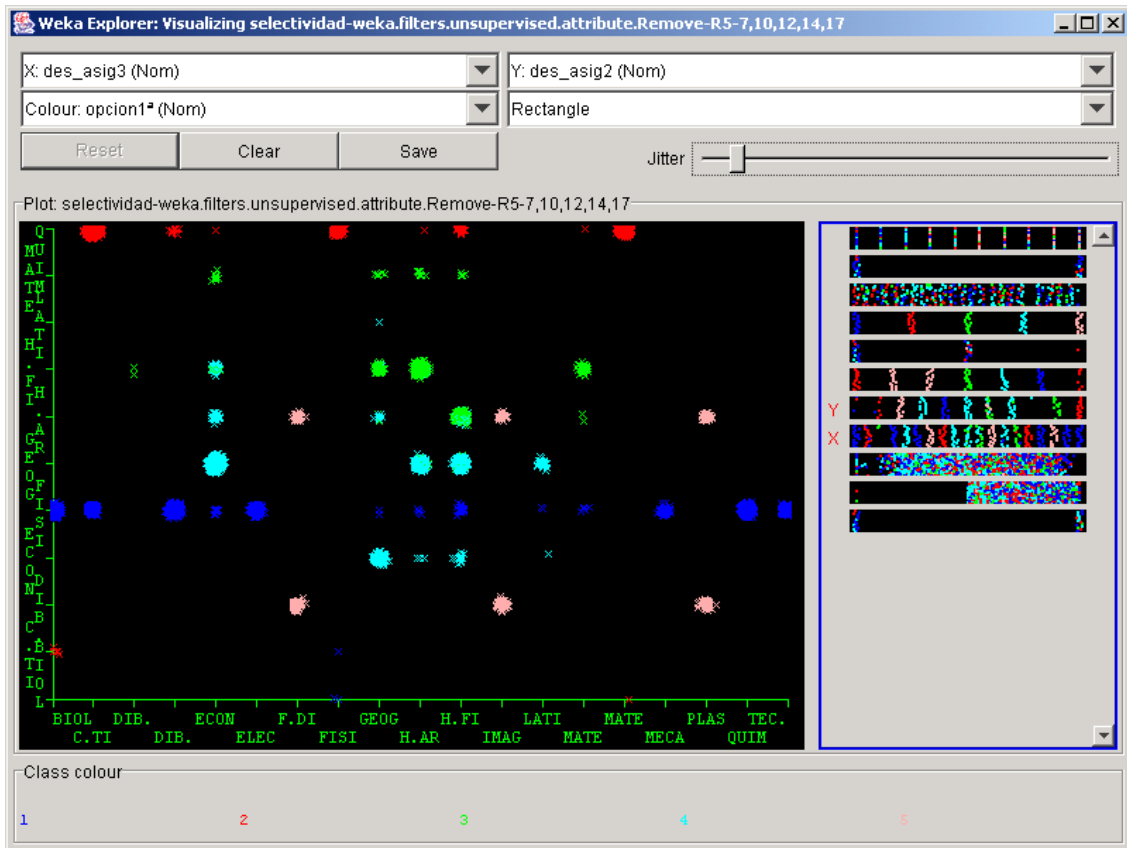 Weka Explorer: Visualizing selectividad-weka.filters.unsupervised.attribute.Remove-R5-7,10,12,14,17
X: des_asig3 (Nom)
Y: des_asig2 (Nom)
Colour: opcion1ª (Nom)
Rectangle
Reset
Clear
Save
Jitter
Plot: selectividad-weka.filters.unsupervised.attribute.Remove-R5-7,10,12,14,17
Y
X
BIOL DIB. ECON F.DI GEOG H.FI LATI MATE PLAS TEC.
C.TI DIB. ELEC FISI H.AR IMAG MATE MECA QUIM
Class colour
1 2 3 4 5